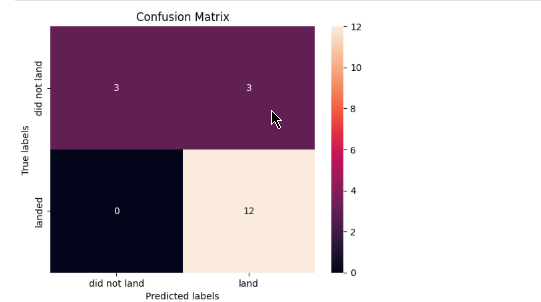 Confusion Matrix
True labels
did not land
landed
3 3
0 12
did not land land
Predicted labels
12
10
8
6
4
2
0